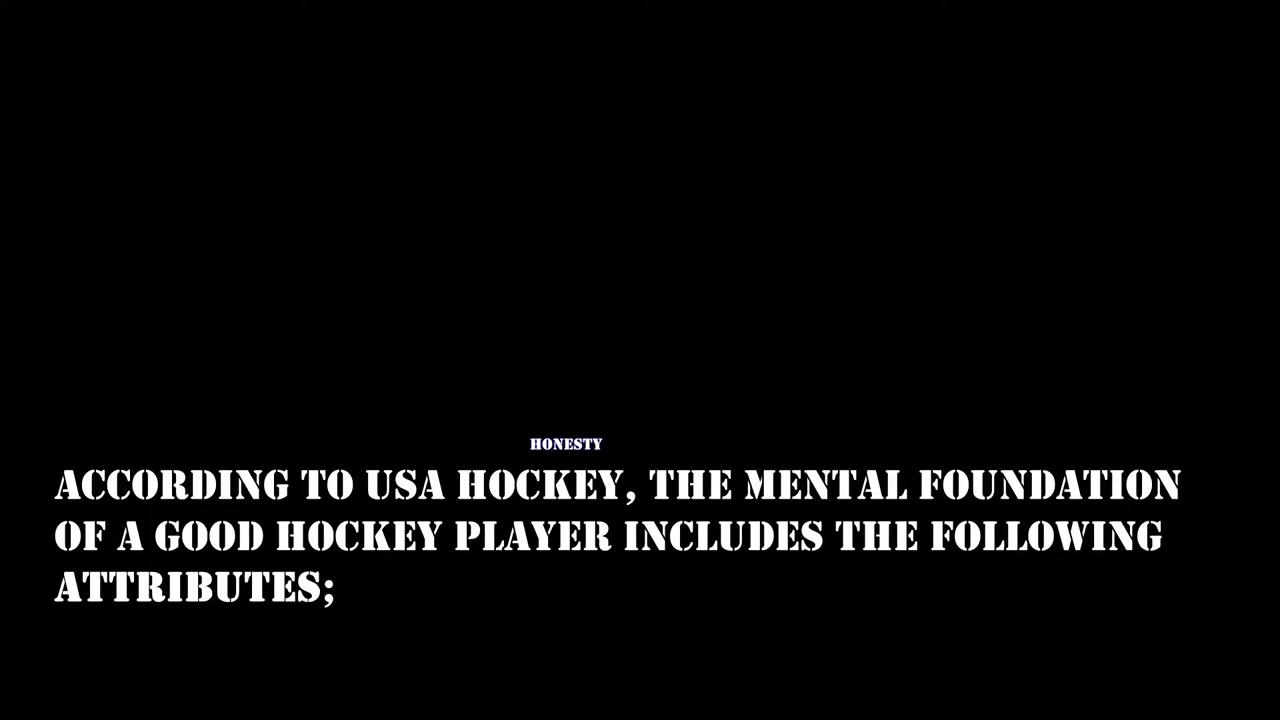 HONESTY
ACCORDING TO USA HOCKEY, THE MENTAL FOUNDATION
OF A GOOD HOCKEY PLAYER INCLUDES THE FOLLOWING
ATTRIBUTES;